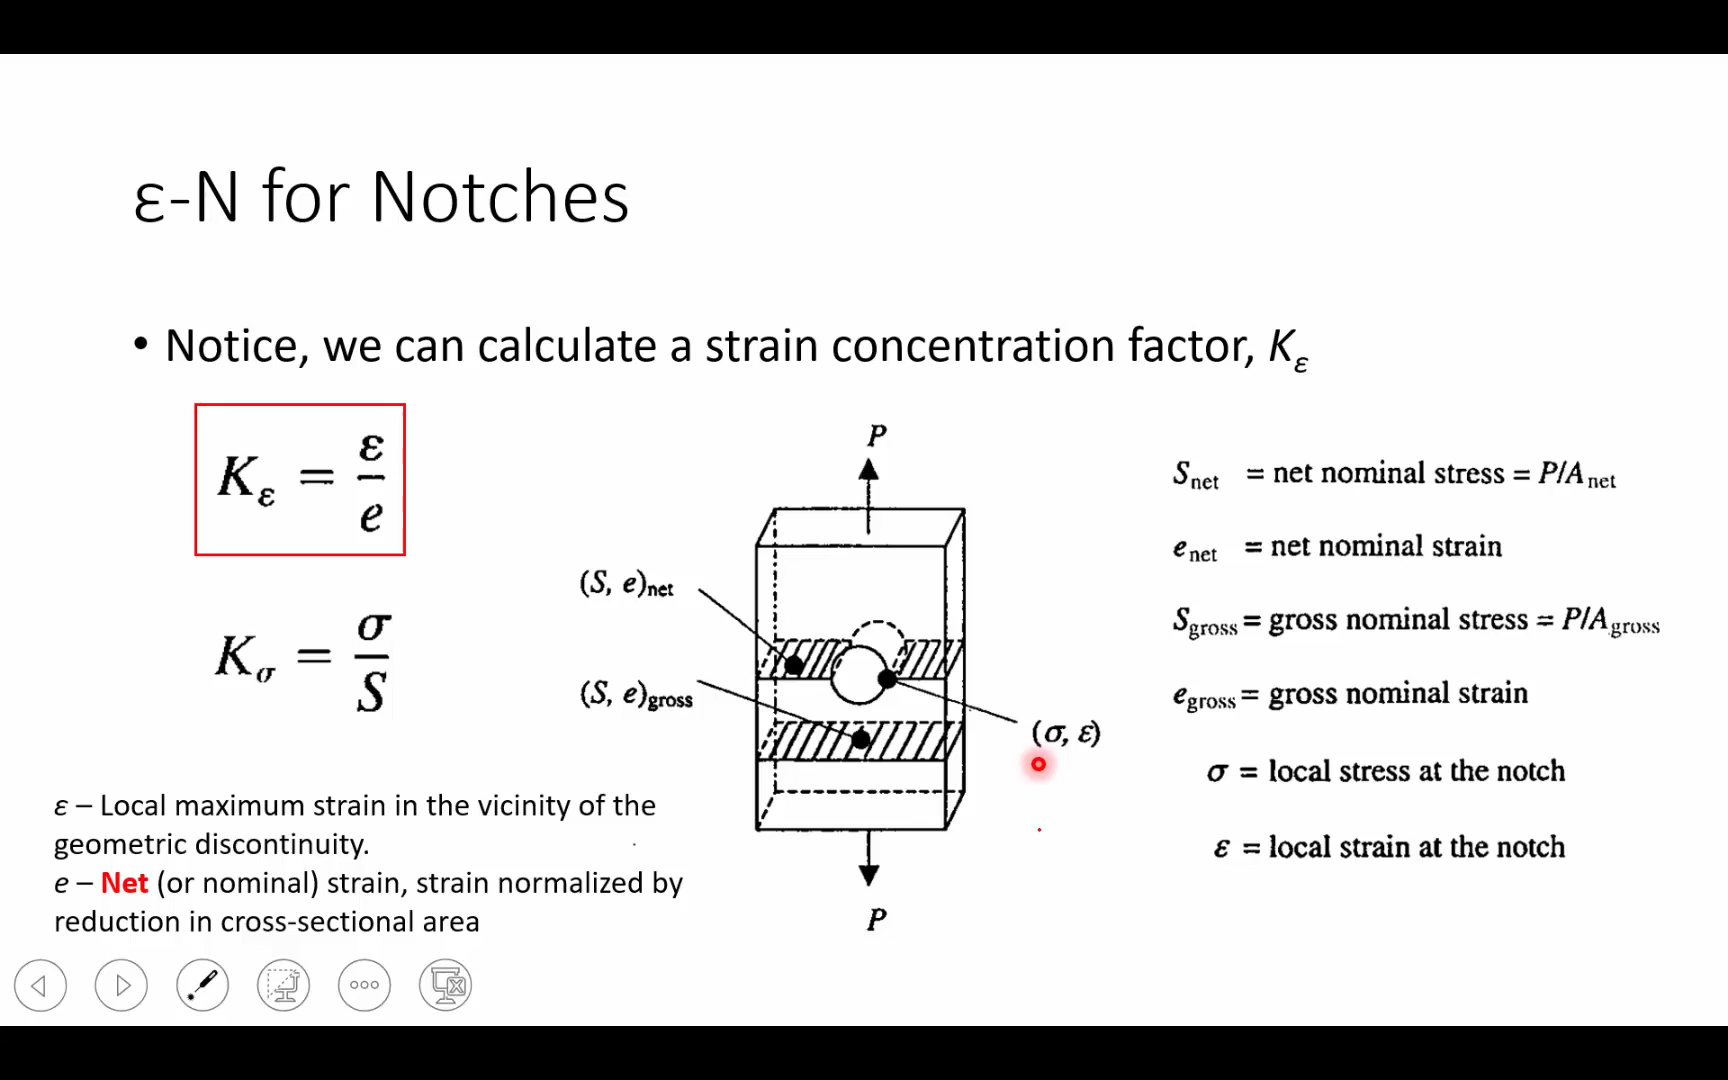 ε-N for Notches
• Notice, we can calculate a strain concentration factor, Kε
Kε = ε/e
Kσ = σ/S
ε – Local maximum strain in the vicinity of the
geometric discontinuity.
e – Net (or nominal) strain, strain normalized by
reduction in cross-sectional area
P
(S, e)net
(S, e)gross
(σ, ε)
P
Snet = net nominal stress = P/Anet
enet = net nominal strain
Sgross = gross nominal stress = P/Agross
egross = gross nominal strain
σ = local stress at the notch
ε = local strain at the notch